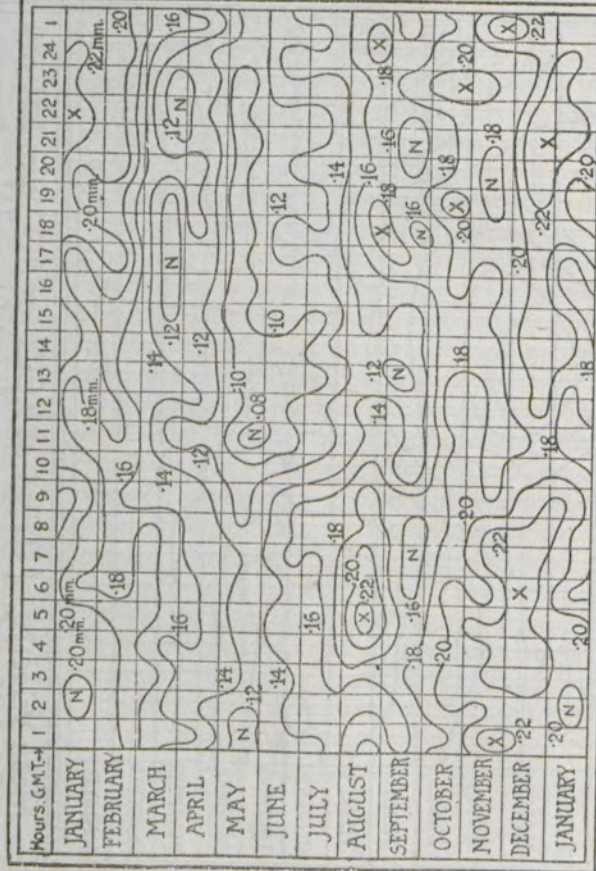 Hours. G.M.T→ 1 2 3 4 5 6 7 8 9 10 11 12 13 14 15 16 17 18 19 20 21 22 23 24 1
JANUARY N ·20mm. ·20mm. ·18mm. ·20mm. X ·22mm.
FEBRUARY ·18 ·16 ·20
MARCH ·14 ·14 ·12 N ·12 N ·16
APRIL ·16 ·12 ·12
MAY N ·12 ·14 N ·08 ·10
JUNE ·14 ·10 ·12
JULY ·16 ·18 ·14
AUGUST X ·22 ·20 ·14 ·12 X ·18 ·16 ·18 X
SEPTEMBER ·18 ·16 N N N ·16 N ·16
OCTOBER ·20 ·20 ·18 ·20 X ·18 X ·20
NOVEMBER X ·22 N ·18
DECEMBER ·22 X ·20 ·22 X X ·22
JANUARY ·20 N ·20 ·18 ·18 ·20